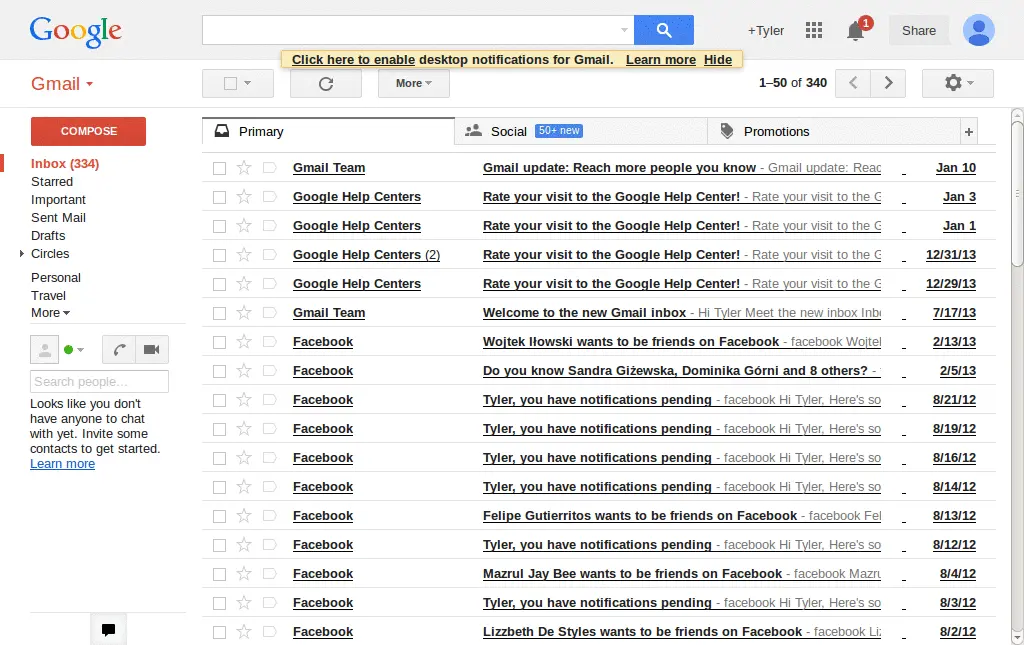 Google
+Tyler
1
Share
Click here to enable desktop notifications for Gmail. Learn more Hide
Gmail
More
1–50 of 340
COMPOSE
Inbox (334)
Starred
Important
Sent Mail
Drafts
Circles
Personal
Travel
More
Search people...
Looks like you don't
have anyone to chat
with yet. Invite some
contacts to get started.
Learn more
Primary
Social 50+ new
Promotions
+
Gmail Team Gmail update: Reach more people you know - Gmail update: Reac Jan 10
Google Help Centers Rate your visit to the Google Help Center! - Rate your visit to the G Jan 3
Google Help Centers Rate your visit to the Google Help Center! - Rate your visit to the G Jan 1
Google Help Centers (2) Rate your visit to the Google Help Center! - Rate your visit to the G 12/31/13
Google Help Centers Rate your visit to the Google Help Center! - Rate your visit to the G 12/29/13
Gmail Team Welcome to the new Gmail inbox - Hi Tyler Meet the new inbox Inb 7/17/13
Facebook Wojtek Iłowski wants to be friends on Facebook - facebook Wojtel 2/13/13
Facebook Do you know Sandra Giżewska, Dominika Górni and 8 others? - 2/5/13
Facebook Tyler, you have notifications pending - facebook Hi Tyler, Here's so 8/21/12
Facebook Tyler, you have notifications pending - facebook Hi Tyler, Here's so 8/19/12
Facebook Tyler, you have notifications pending - facebook Hi Tyler, Here's so 8/16/12
Facebook Tyler, you have notifications pending - facebook Hi Tyler, Here's so 8/14/12
Facebook Felipe Gutierritos wants to be friends on Facebook - facebook Fel 8/13/12
Facebook Tyler, you have notifications pending - facebook Hi Tyler, Here's so 8/12/12
Facebook Mazrul Jay Bee wants to be friends on Facebook - facebook Mazru 8/4/12
Facebook Tyler, you have notifications pending - facebook Hi Tyler, Here's so 8/3/12
Facebook Lizzbeth De Styles wants to be friends on Facebook - facebook Liz 8/2/12